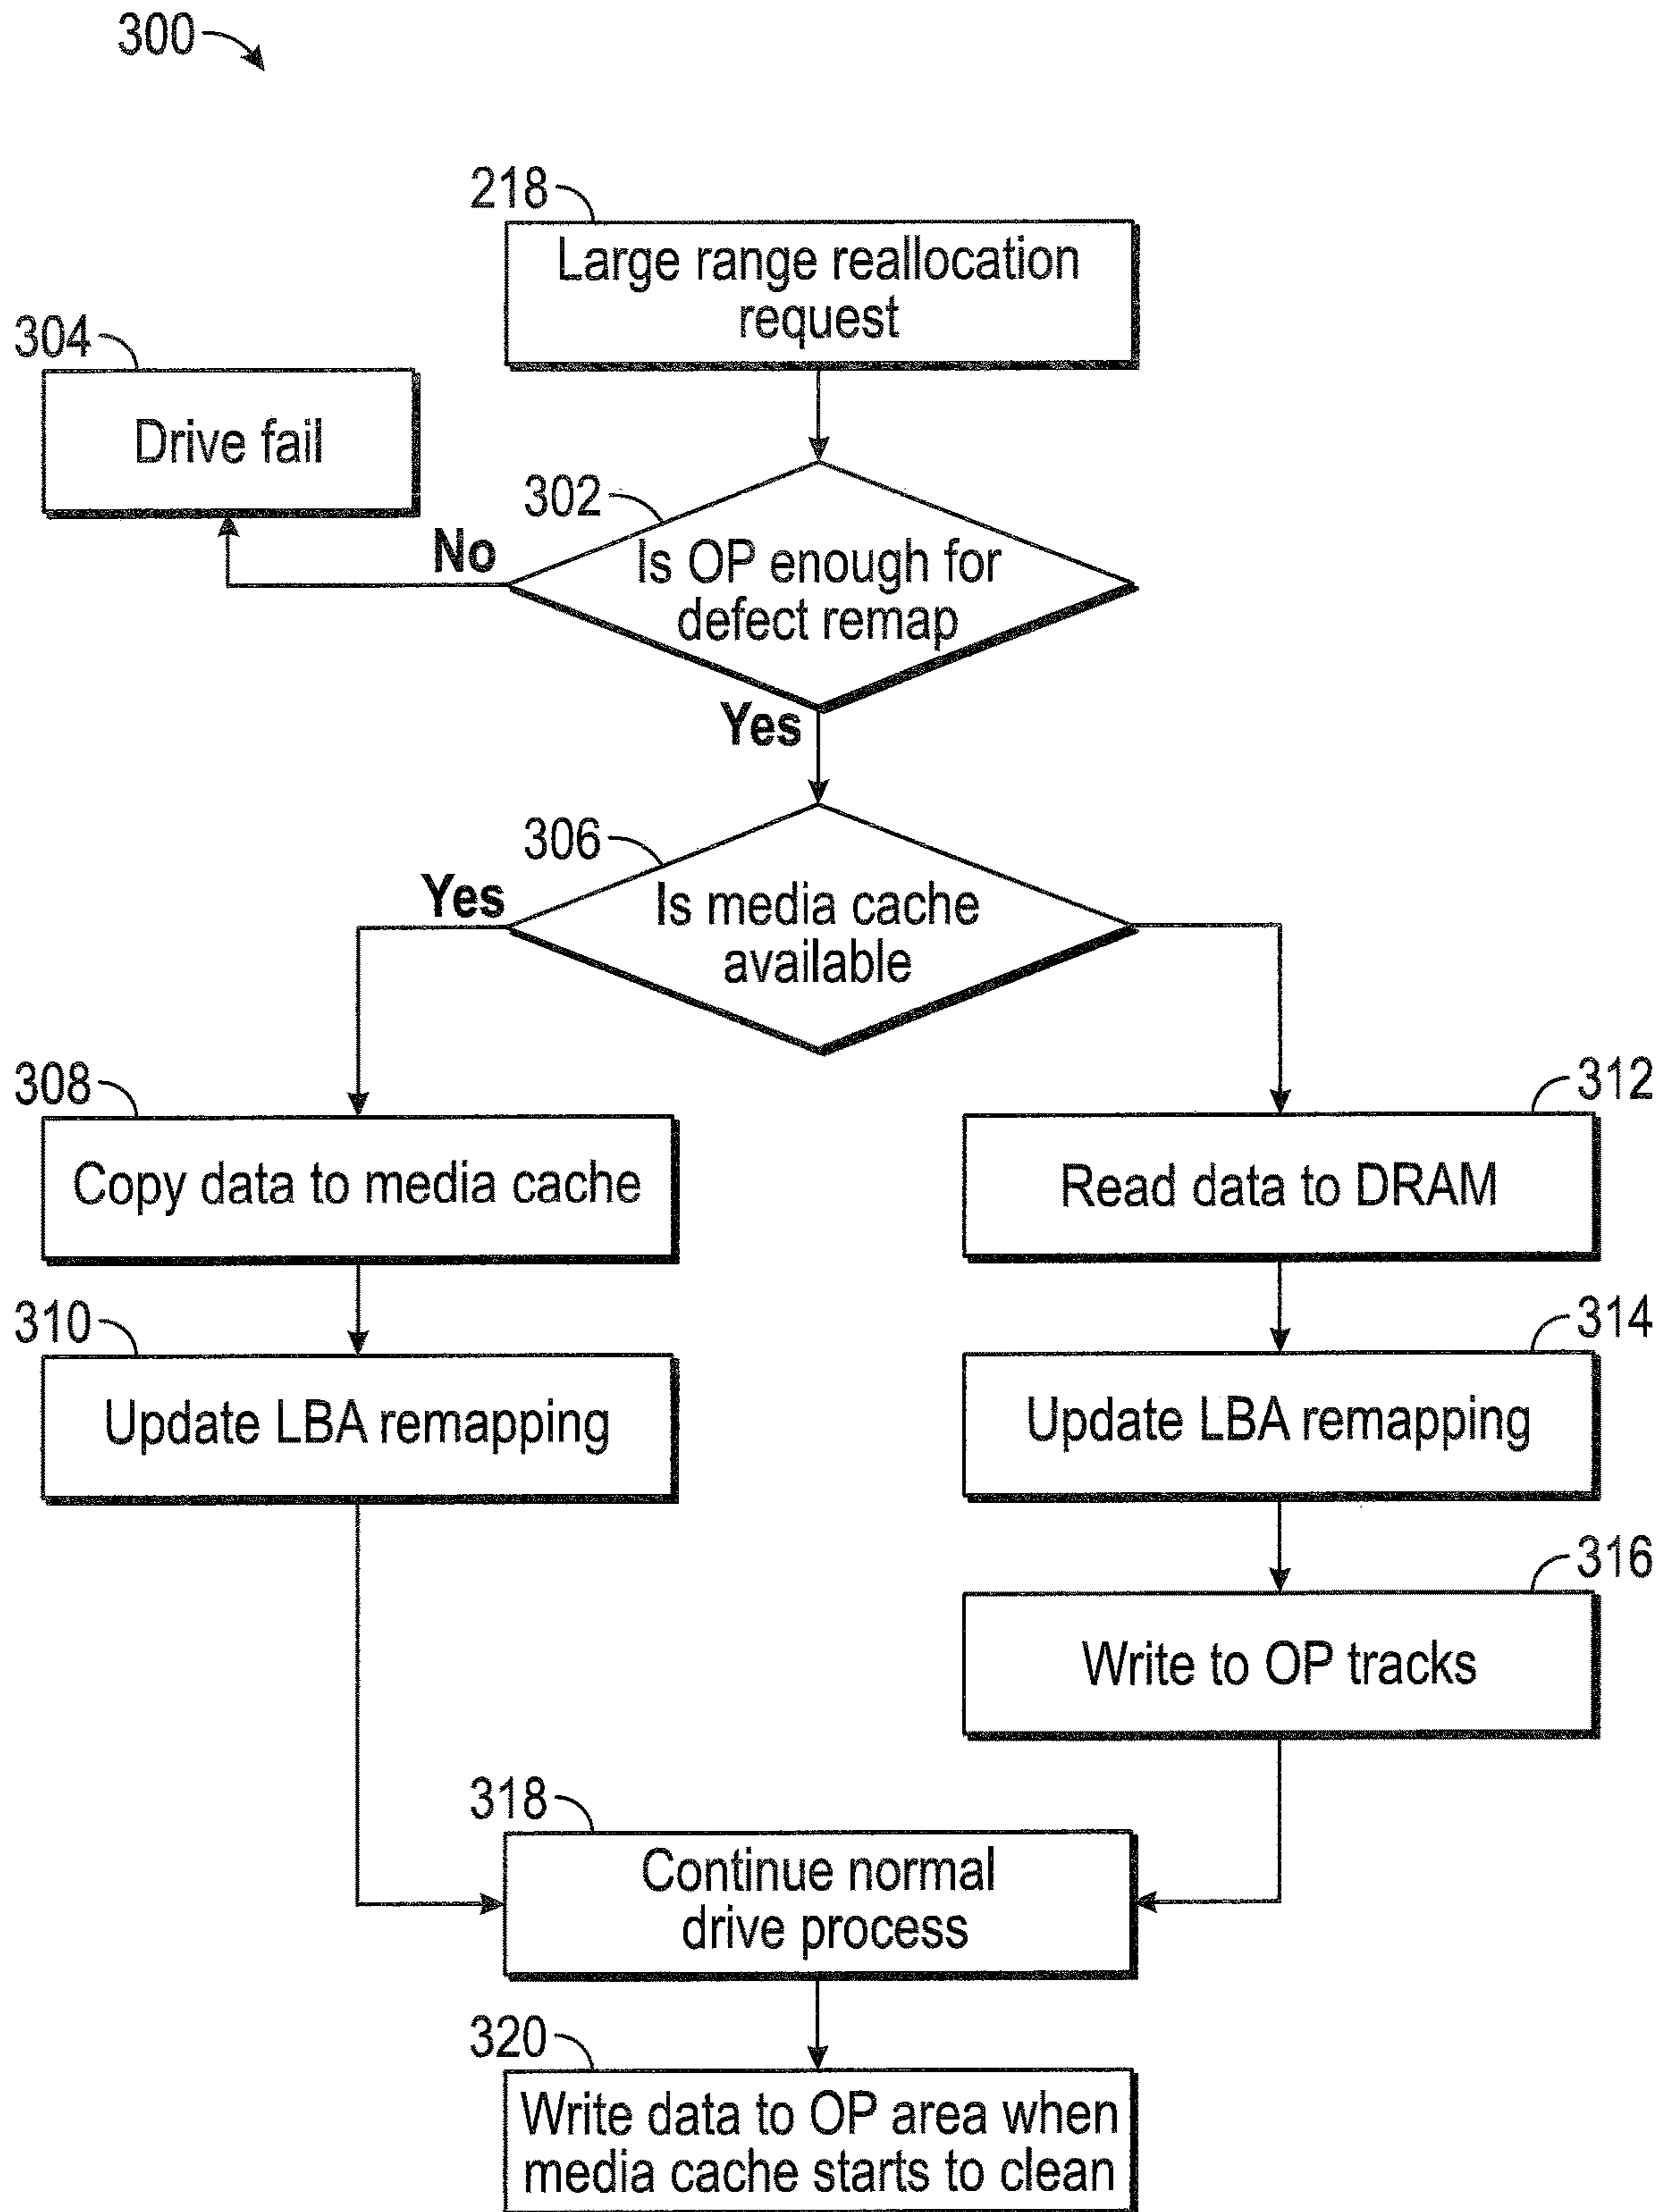 300
218
Large range reallocation
request
304
Drive fail
302
No
Is OP enough for
defect remap
Yes
306
Yes
Is media cache
available
308
Copy data to media cache
312
Read data to DRAM
310
Update LBA remapping
314
Update LBA remapping
316
Write to OP tracks
318
Continue normal
drive process
320
Write data to OP area when
media cache starts to clean